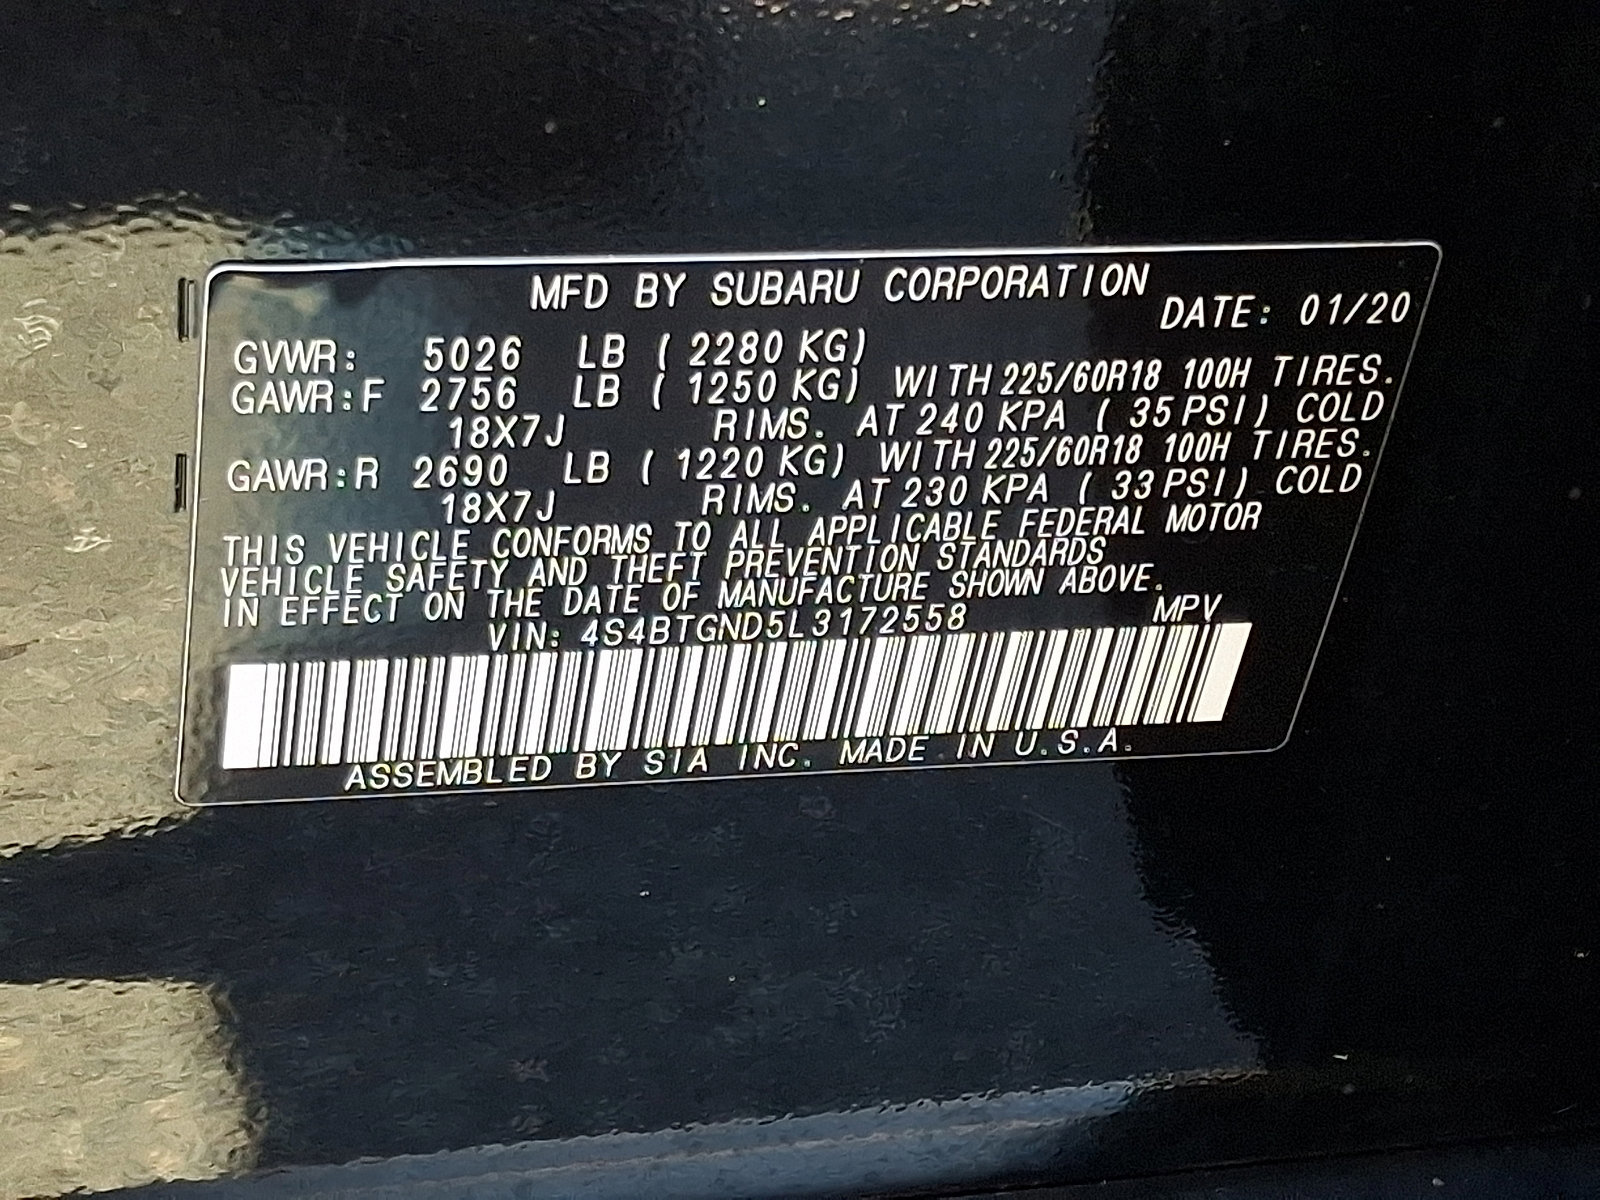 MFD BY SUBARU CORPORATION
DATE: 01/20
GVWR: 5026 LB ( 2280 KG)
GAWR:F 2756 LB ( 1250 KG) WITH 225/60R18 100H TIRES.
18X7J RIMS. AT 240 KPA ( 35 PSI) COLD
GAWR:R 2690 LB ( 1220 KG) WITH 225/60R18 100H TIRES.
18X7J RIMS. AT 230 KPA ( 33 PSI) COLD
THIS VEHICLE CONFORMS TO ALL APPLICABLE FEDERAL MOTOR
VEHICLE SAFETY AND THEFT PREVENTION STANDARDS
IN EFFECT ON THE DATE OF MANUFACTURE SHOWN ABOVE.
VIN: 4S4BTGND5L3172558 MPV
ASSEMBLED BY SIA INC. MADE IN U.S.A.